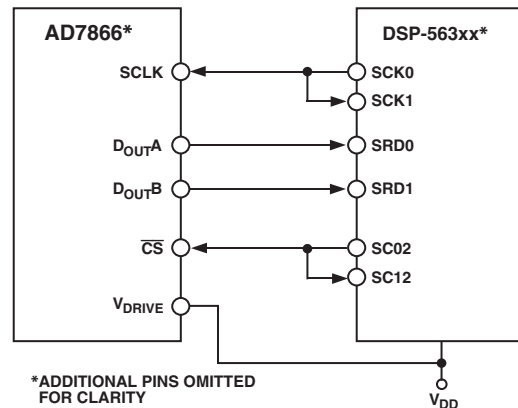 AD7866*
DSP-563xx*
SCLK
SCK0
SCK1
DOUTA
SRD0
DOUTB
SRD1
CS
SC02
SC12
VDRIVE
*ADDITIONAL PINS OMITTED
FOR CLARITY
VDD